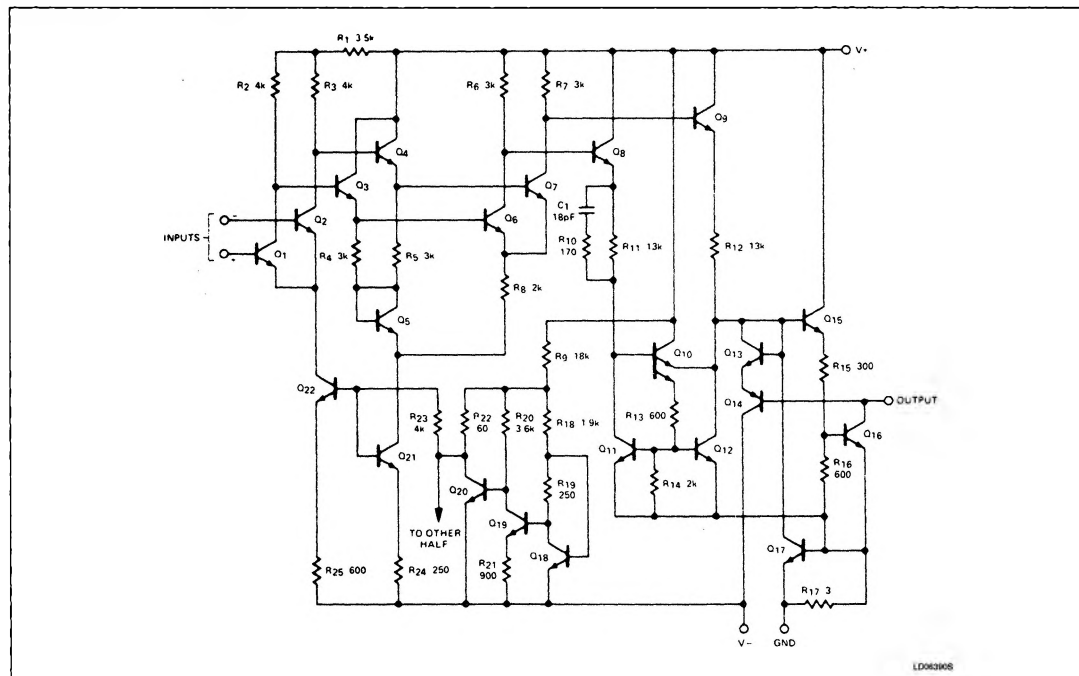 R1 3.5k
V+
R2 4k
R3 4k
R6 3k
R7 3k
Q9
Q4
Q8
Q3
Q7
C1
18pF
INPUTS
-
+
Q2
Q6
Q1
R4 3k
R5 3k
R10
170
R11 13k
R12 13k
R8 2k
Q5
Q15
R9 18k
Q10
Q13
R15 300
Q22
Q14
OUTPUT
R23
4k
R22
60
R20
3.6k
R18 1.9k
R13 600
Q16
Q11
Q12
R16
600
Q21
Q20
R19
250
R14 2k
TO OTHER
HALF
Q19
Q18
Q17
R25 600
R24 250
R21
900
R17 3
V-
GND
LD06390S